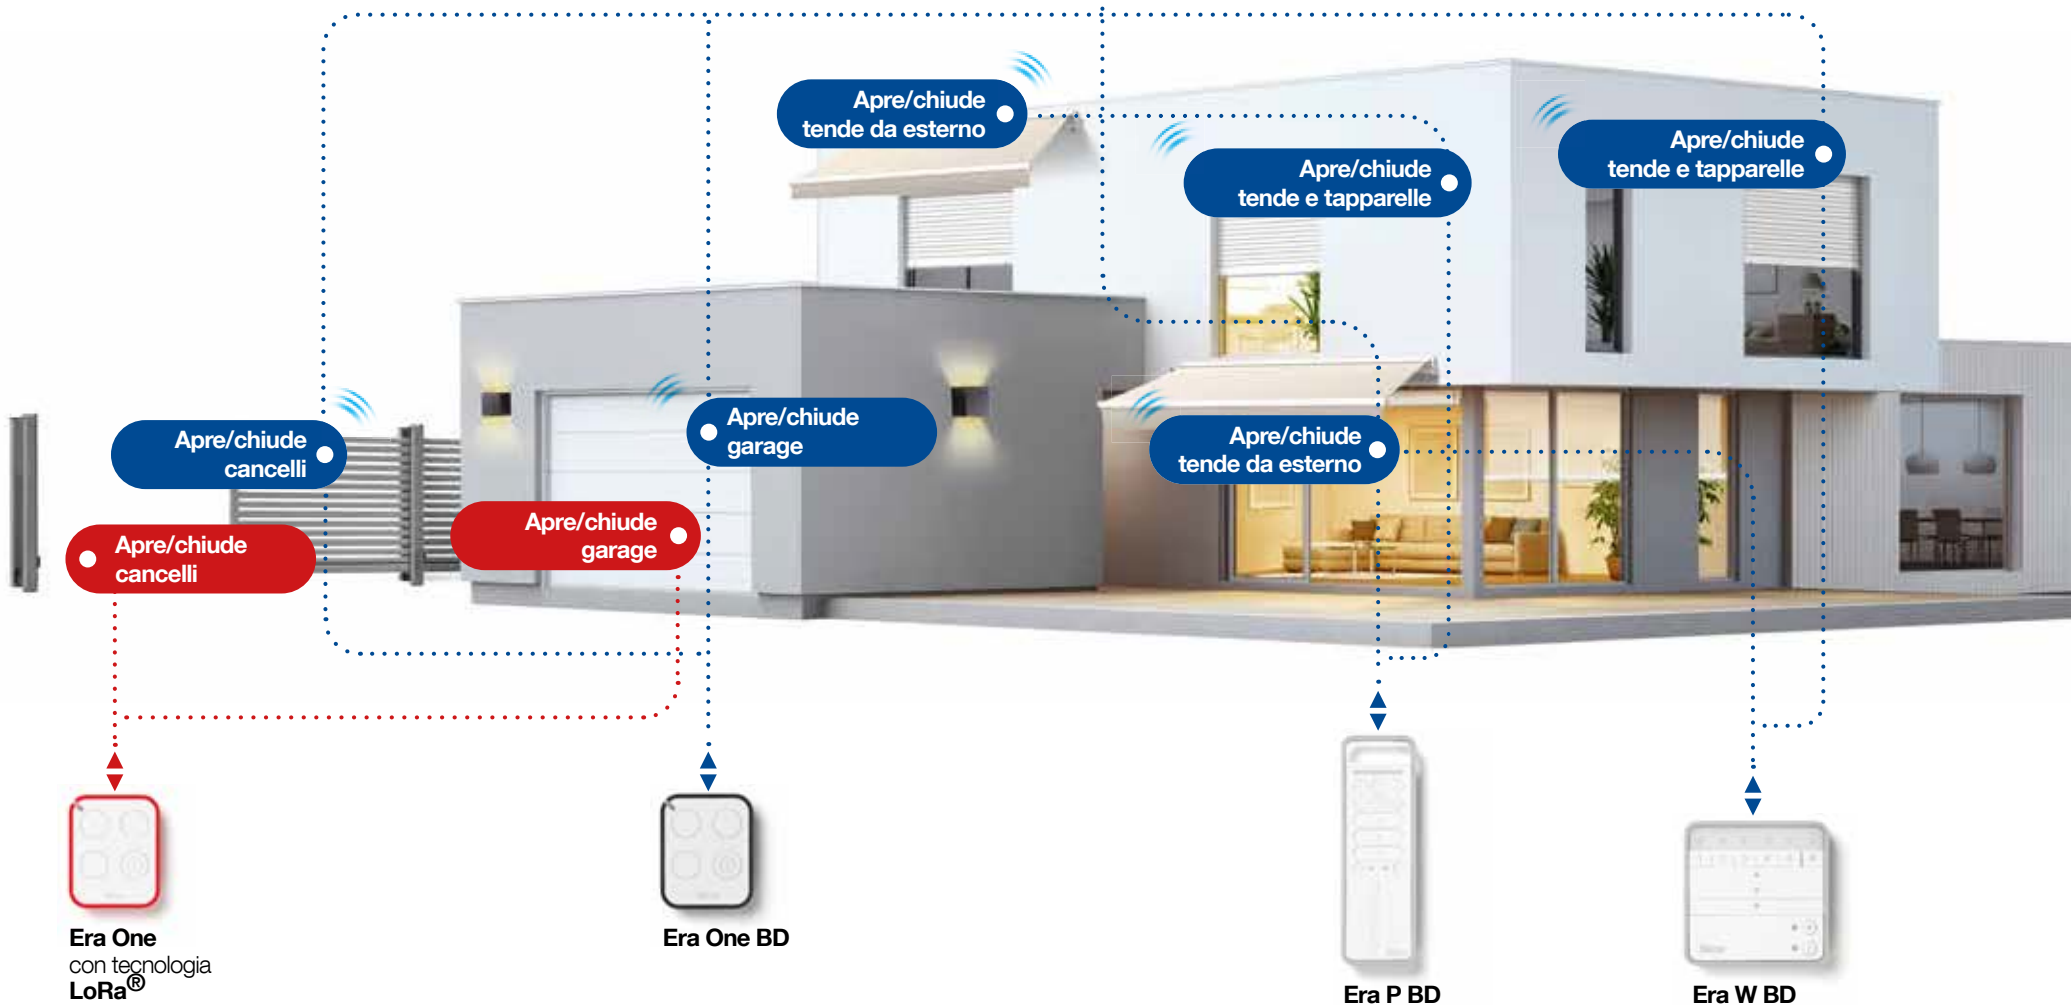 Apre/chiude
tende da esterno
Apre/chiude
tende e tapparelle
Apre/chiude
tende e tapparelle
Apre/chiude
cancelli
Apre/chiude
garage
Apre/chiude
tende da esterno
Apre/chiude
cancelli
Apre/chiude
garage
Era One
con tecnologia
LoRa®
Era One BD
Era P BD
Era W BD